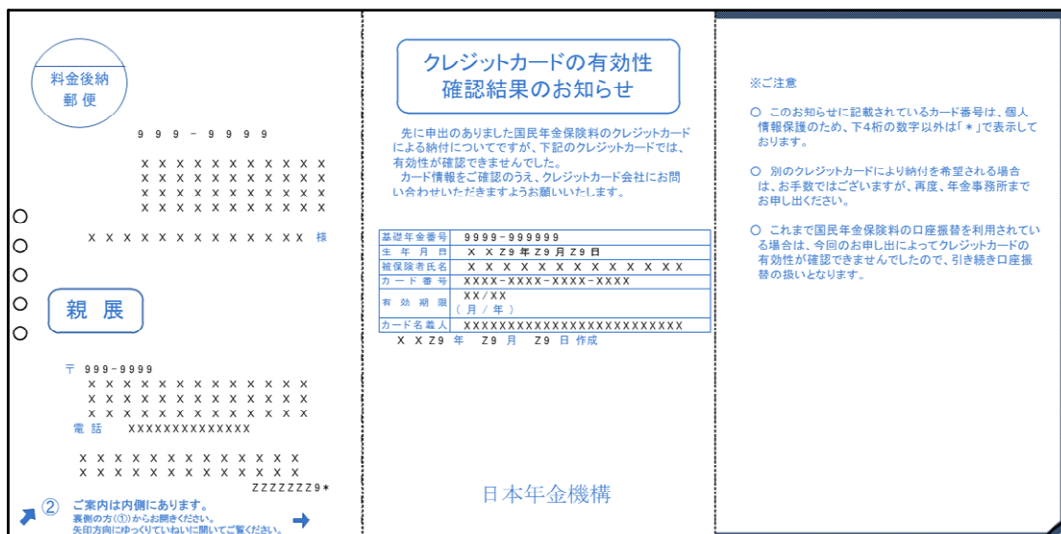 料金後納
郵便
999-9999
XXXXXXXXXXX
XXXXXXXXXXX
XXXXXXXXXXX
XXXXXXXXXXX
XXXXXXXXXXXXX 様
親展
〒 999-9999
XXXXXXXXXXXXX
XXXXXXXXXXXXX
XXXXXXXXXXXXX
電話 XXXXXXXXXXXXXX
XXXXXXXXXXXXX
XXXXXXXXXXXXX
ZZZZZZZ9*
② ご案内は内側にあります。
裏側の方(①)からお開きください。
矢印方向にゆっくりていねいに開いてご覧ください。
クレジットカードの有効性
確認結果のお知らせ
先に申出のありました国民年金保険料のクレジットカード
による納付についてですが、下記のクレジットカードでは、
有効性が確認できませんでした。
カード情報をご確認のうえ、クレジットカード会社にお問
い合わせいただきますようお願いいたします。
基礎年金番号 9999-999999
生年月日 XXZ9年Z9月Z9日
被保険者氏名 XXXXXXXXXXXXX
カード番号 XXXX-XXXX-XXXX-XXXX
有効期限 XX/XX
(月/年)
カード名義人 XXXXXXXXXXXXXXXXXXXXXXXXX
XXZ9 年 Z9 月 Z9 日 作成
日本年金機構
※ご注意
○ このお知らせに記載されているカード番号は、個人
情報保護のため、下4桁の数字以外は「*」で表示して
おります。
○ 別のクレジットカードにより納付を希望される場合
は、お手数ではございますが、再度、年金事務所まで
お申し出ください。
○ これまで国民年金保険料の口座振替を利用されてい
る場合は、今回のお申し出によってクレジットカードの
有効性が確認できませんでしたので、引き続き口座振
替の扱いとなります。